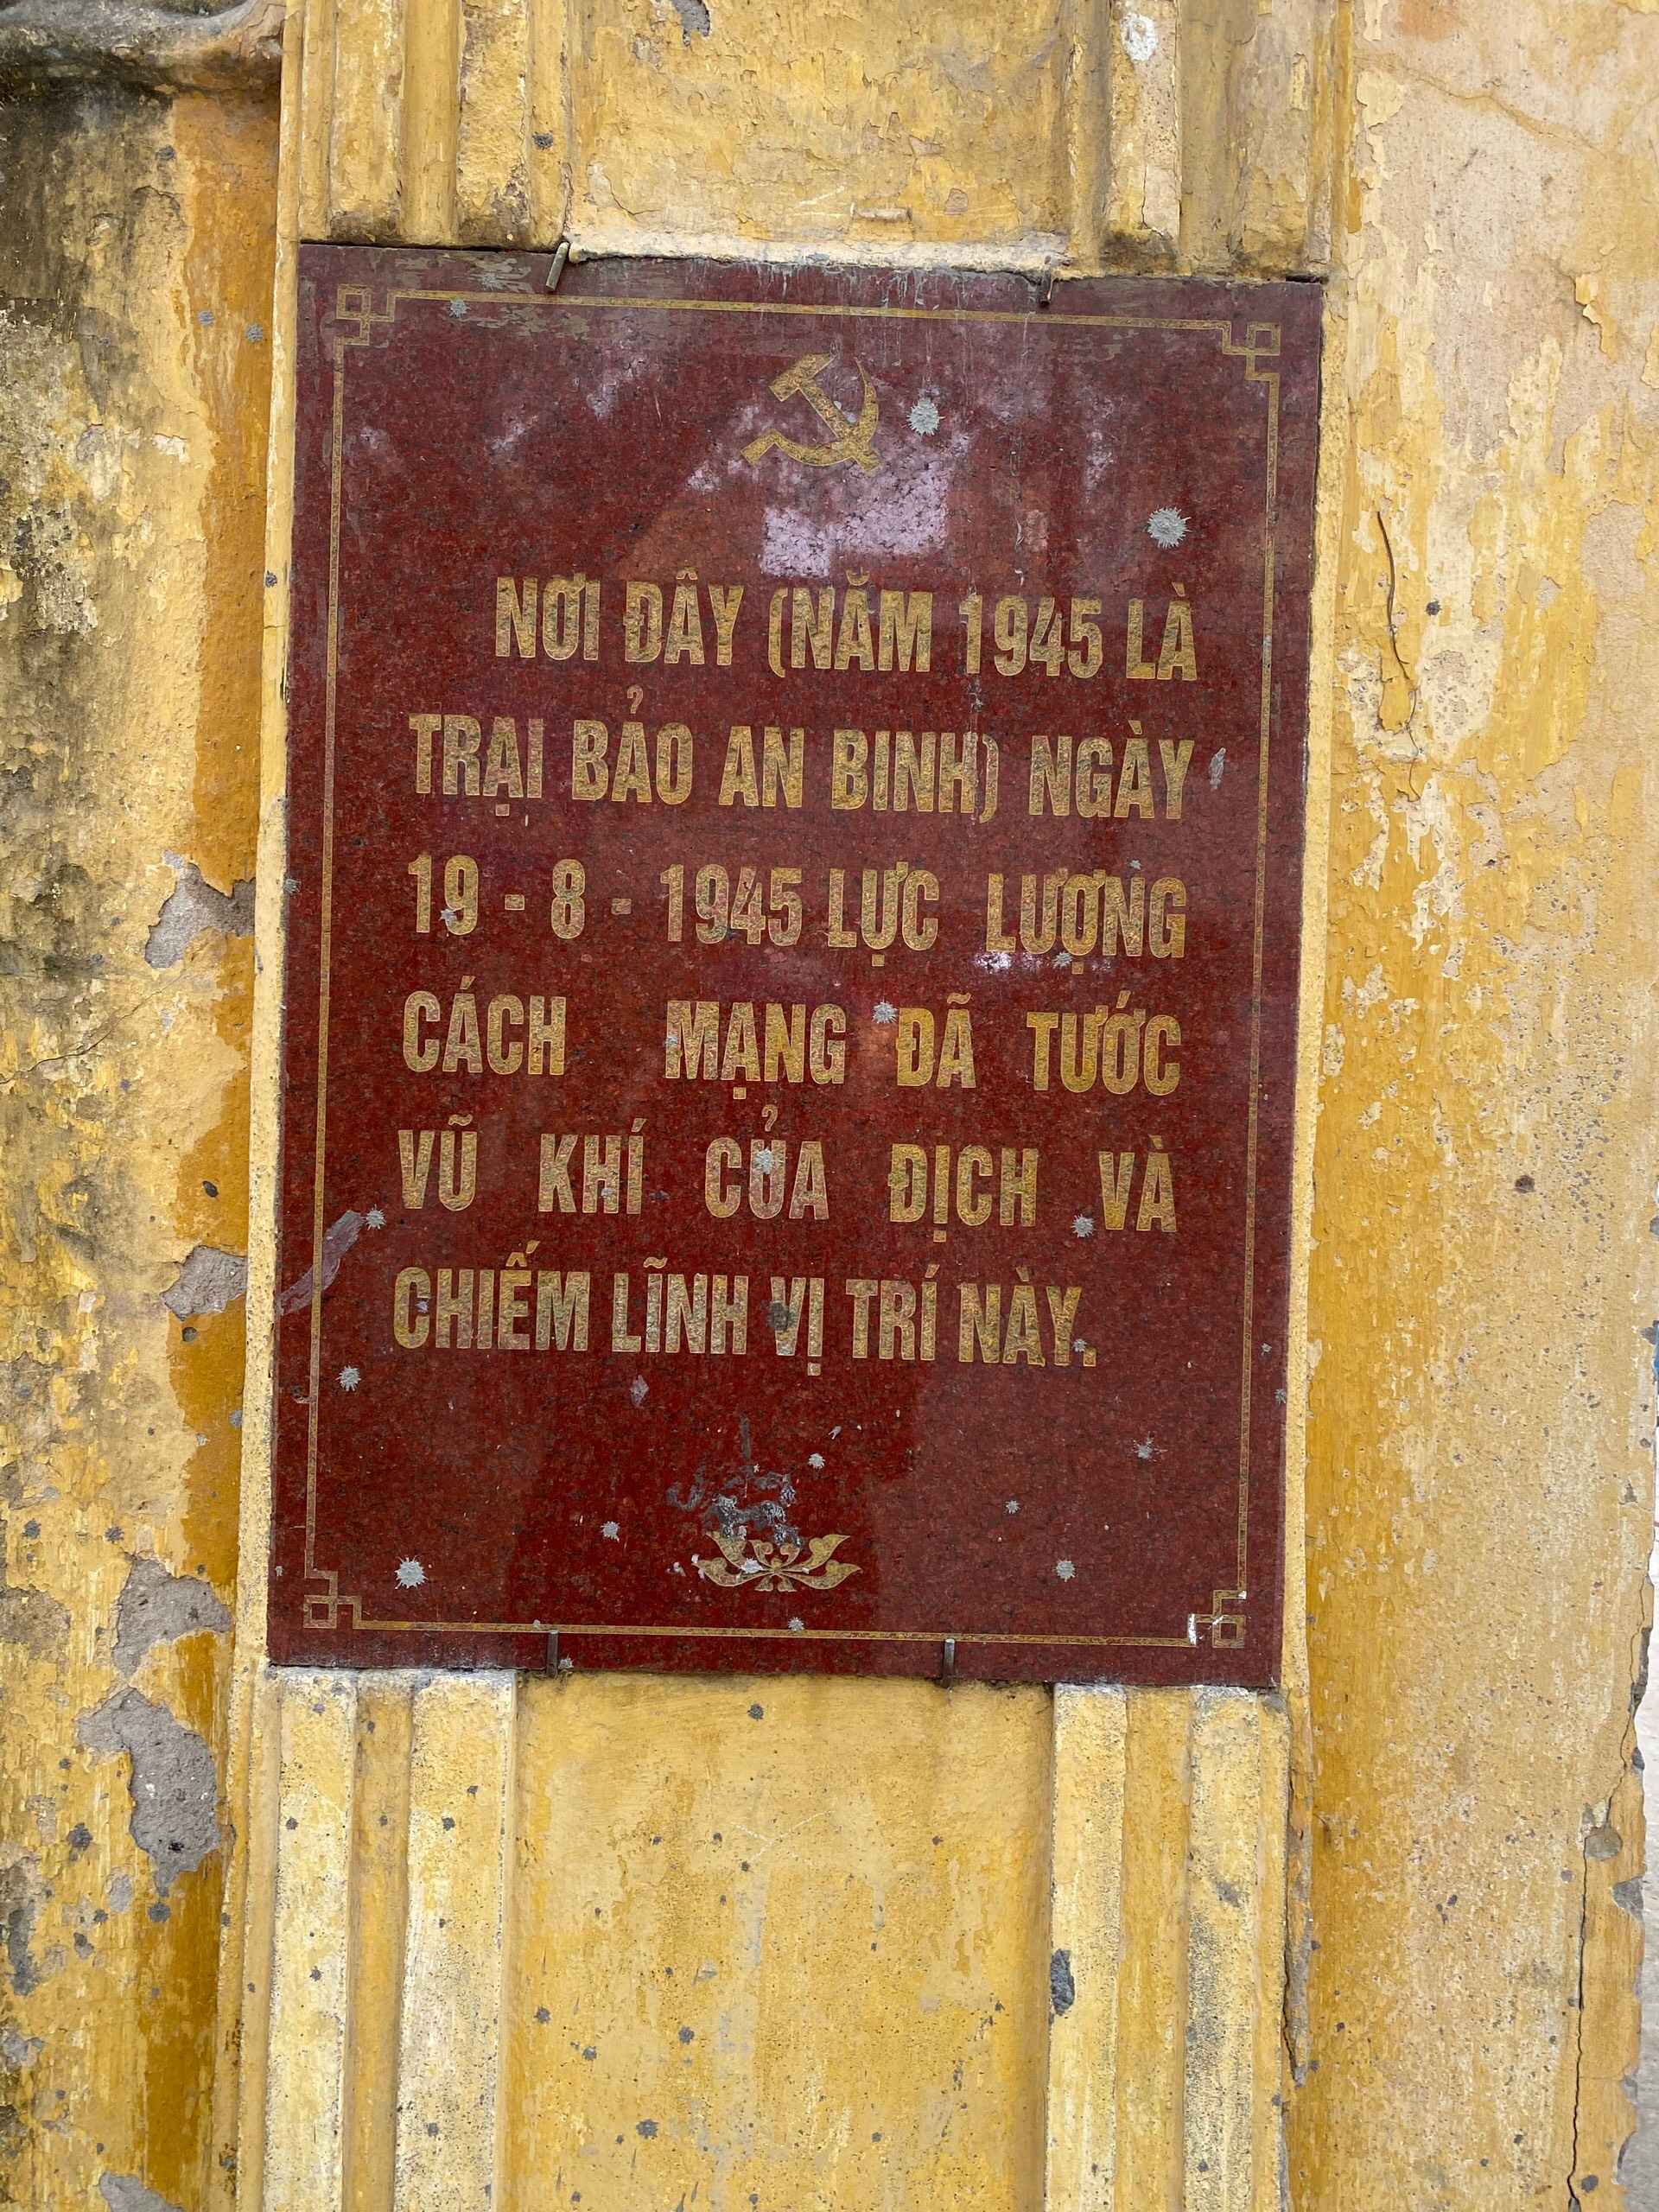 NƠI ĐÂY (NĂM 1945 LÀ
TRẠI BẢO AN BINH) NGÀY
19 - 8 - 1945 LỰC LƯỢNG
CÁCH MẠNG ĐÃ TƯỚC
VŨ KHÍ CỦA ĐỊCH VÀ
CHIẾM LĨNH VỊ TRÍ NÀY.